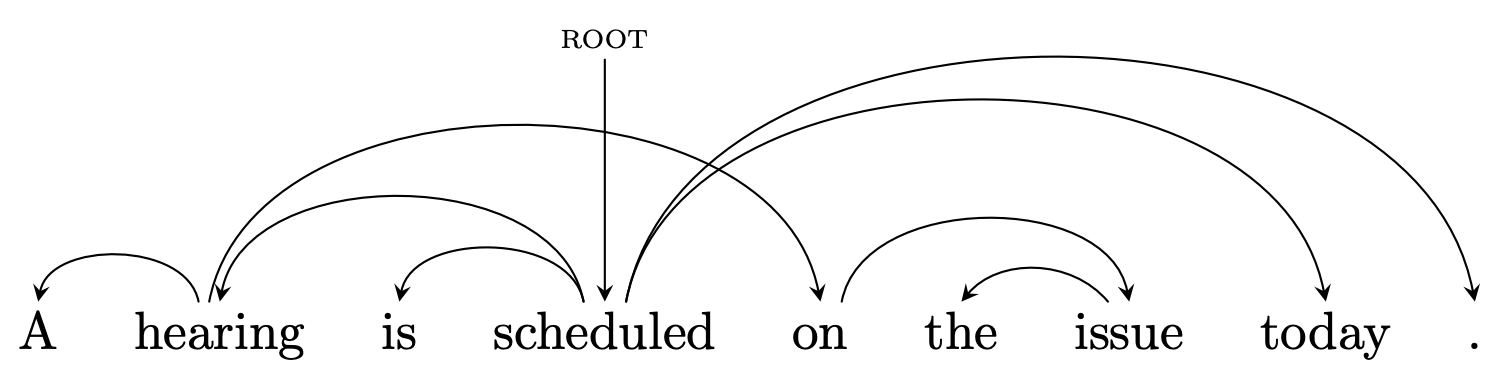 ROOT
A hearing is scheduled on the issue today .